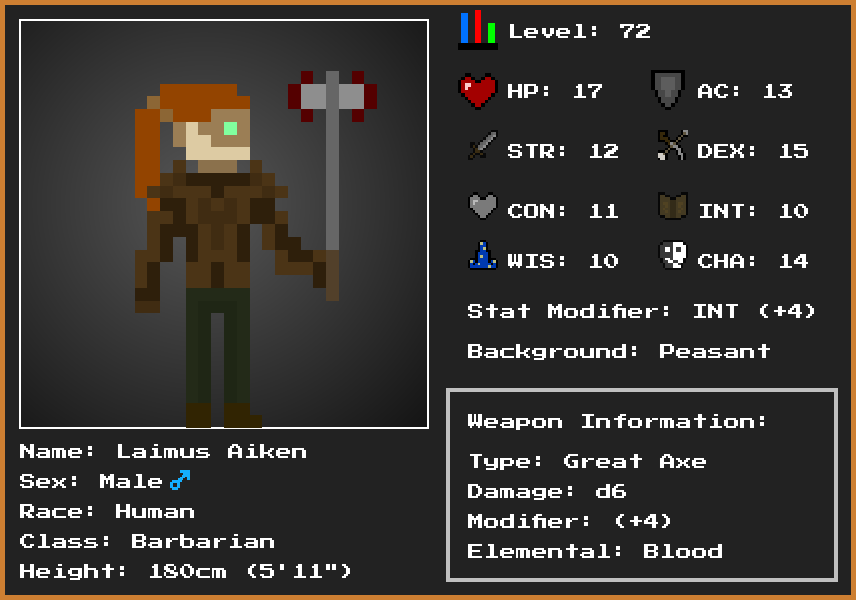 Level: 72
HP: 17 AC: 13
STR: 12 DEX: 15
CON: 11 INT: 10
WIS: 10 CHA: 14
Stat Modifier: INT (+4)
Background: Peasant
Weapon Information:
Type: Great Axe
Damage: d6
Modifier: (+4)
Elemental: Blood
Name: Laimus Aiken
Sex: Male ♂
Race: Human
Class: Barbarian
Height: 180cm (5'11")